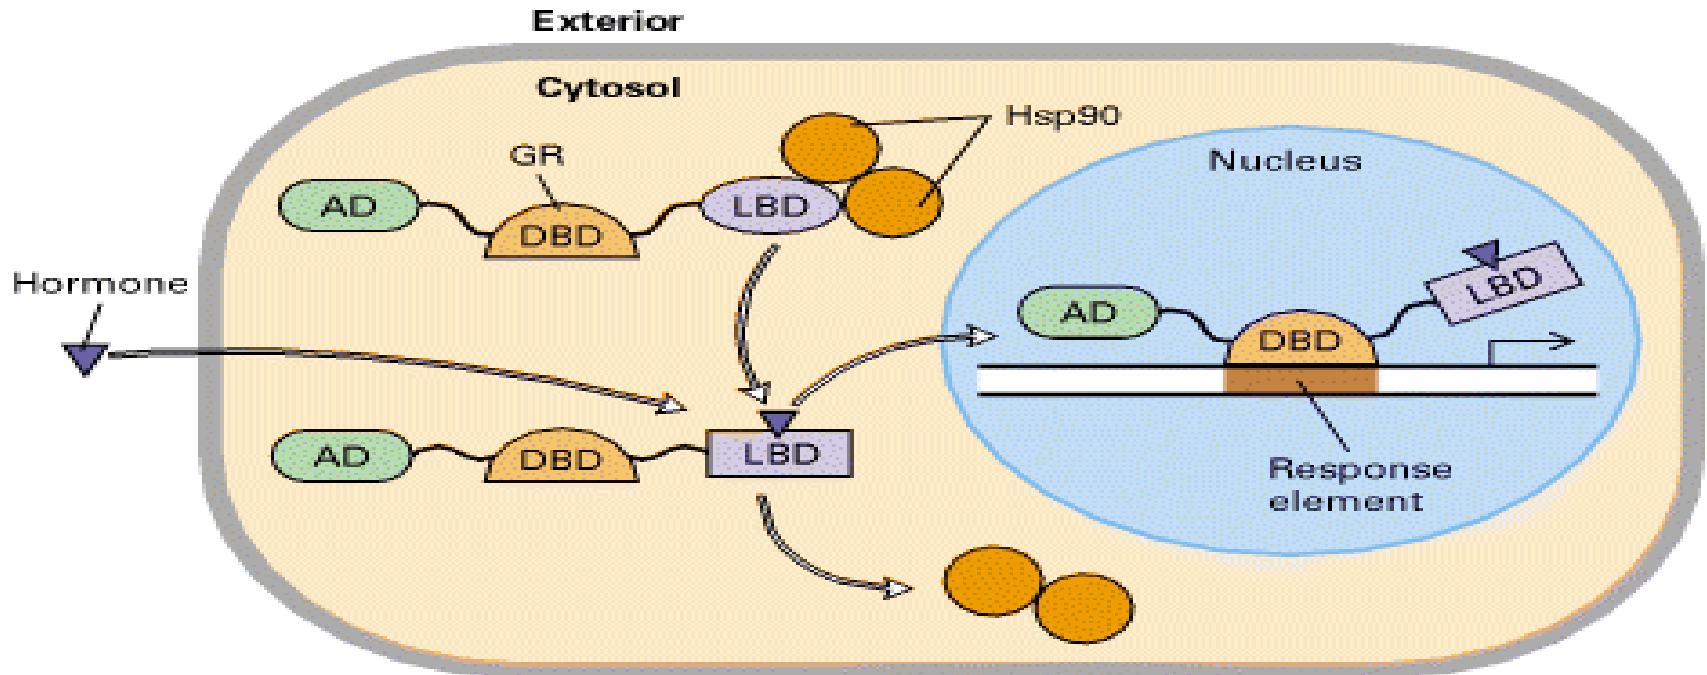 Exterior
Cytosol
Hsp90
GR
Nucleus
AD
DBD
LBD
Hormone
AD
DBD
LBD
AD
DBD
LBD
Response
element